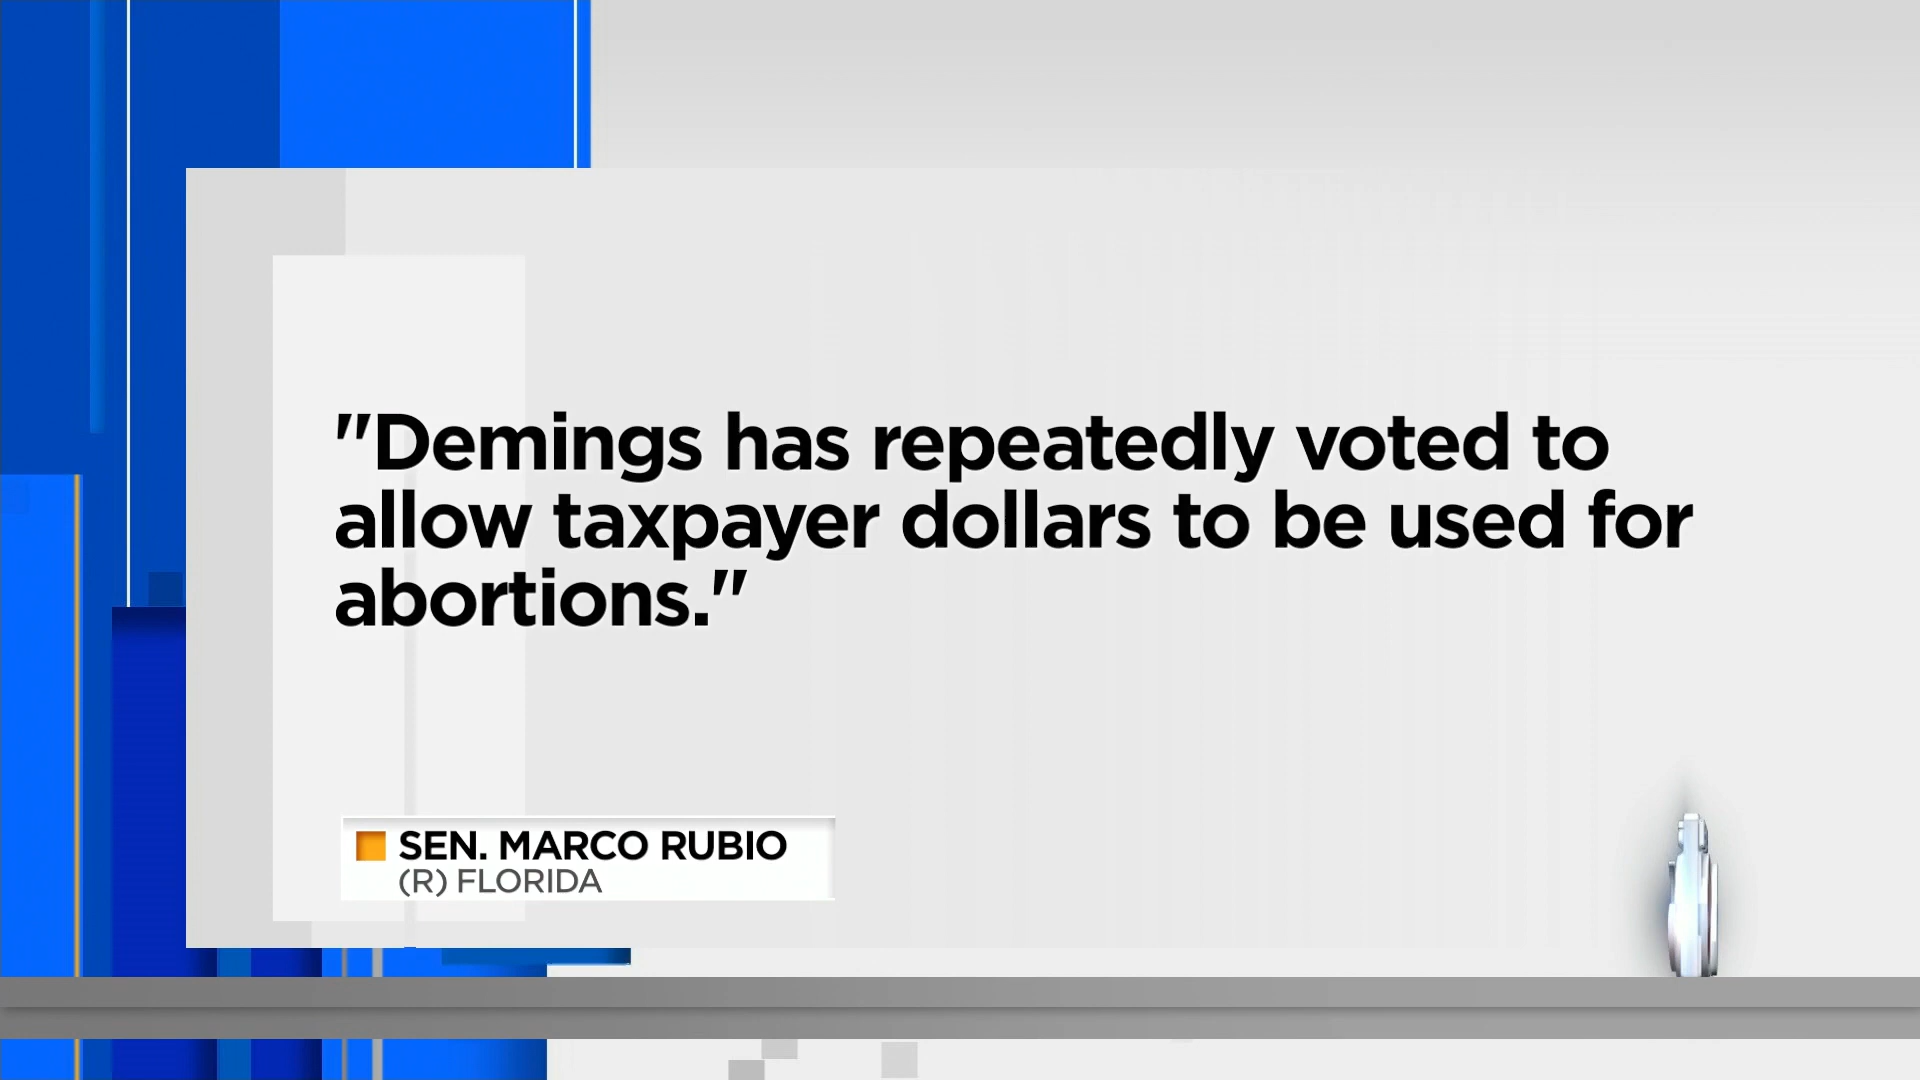 "Demings has repeatedly voted to
allow taxpayer dollars to be used for
abortions."
SEN. MARCO RUBIO
(R) FLORIDA